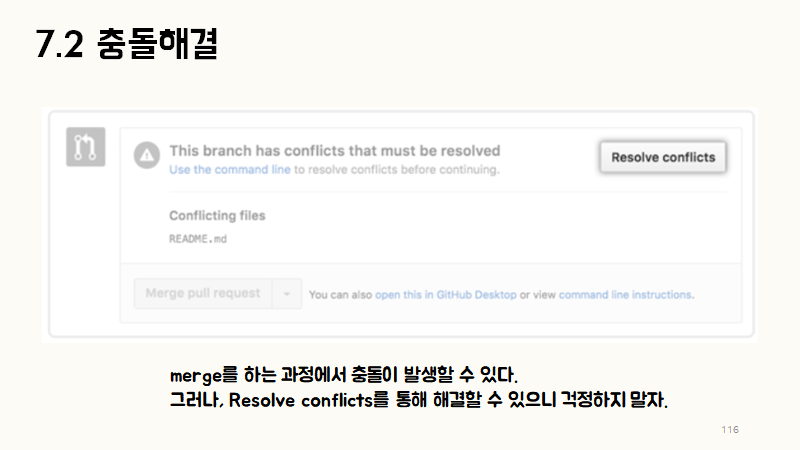 7.2 충돌해결
This branch has conflicts that must be resolved
Use the command line to resolve conflicts before continuing.
Resolve conflicts
Conflicting files
README.md
Merge pull request
You can also open this in GitHub Desktop or view command line instructions.
merge를 하는 과정에서 충돌이 발생할 수 있다.
그러나, Resolve conflicts를 통해 해결할 수 있으니 걱정하지 말자.
116